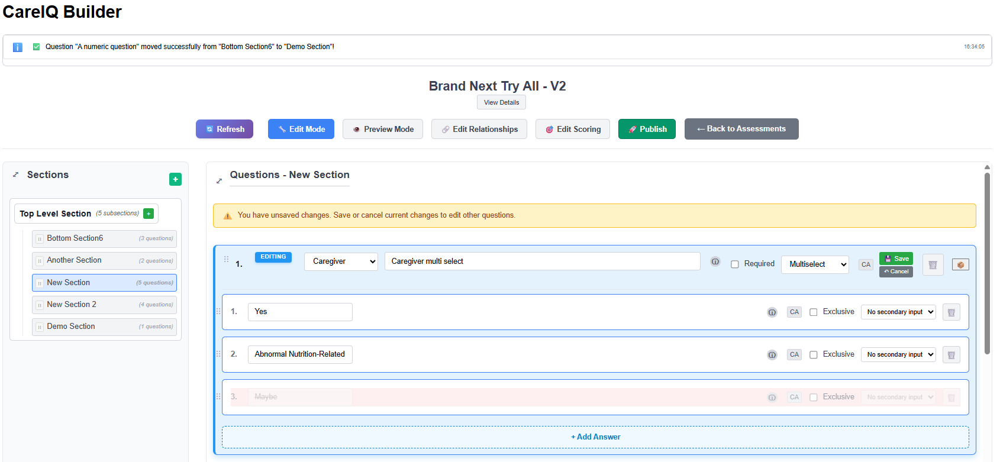 CareIQ Builder
Question "A numeric question" moved successfully from "Bottom Section6" to "Demo Section"! 16:34:05
Brand Next Try All - V2
View Details
Refresh Edit Mode Preview Mode Edit Relationships Edit Scoring Publish ← Back to Assessments
Sections +
Top Level Section (5 subsections) +
Bottom Section6 (3 questions)
Another Section (2 questions)
New Section (5 questions)
New Section 2 (4 questions)
Demo Section (1 questions)
Questions - New Section
You have unsaved changes. Save or cancel current changes to edit other questions.
1. EDITING Caregiver Caregiver multi select Required Multiselect CA Save
↶ Cancel
1. Yes CA Exclusive No secondary input
2. Abnormal Nutrition-Related CA Exclusive No secondary input
3. Maybe CA Exclusive No secondary input
+ Add Answer